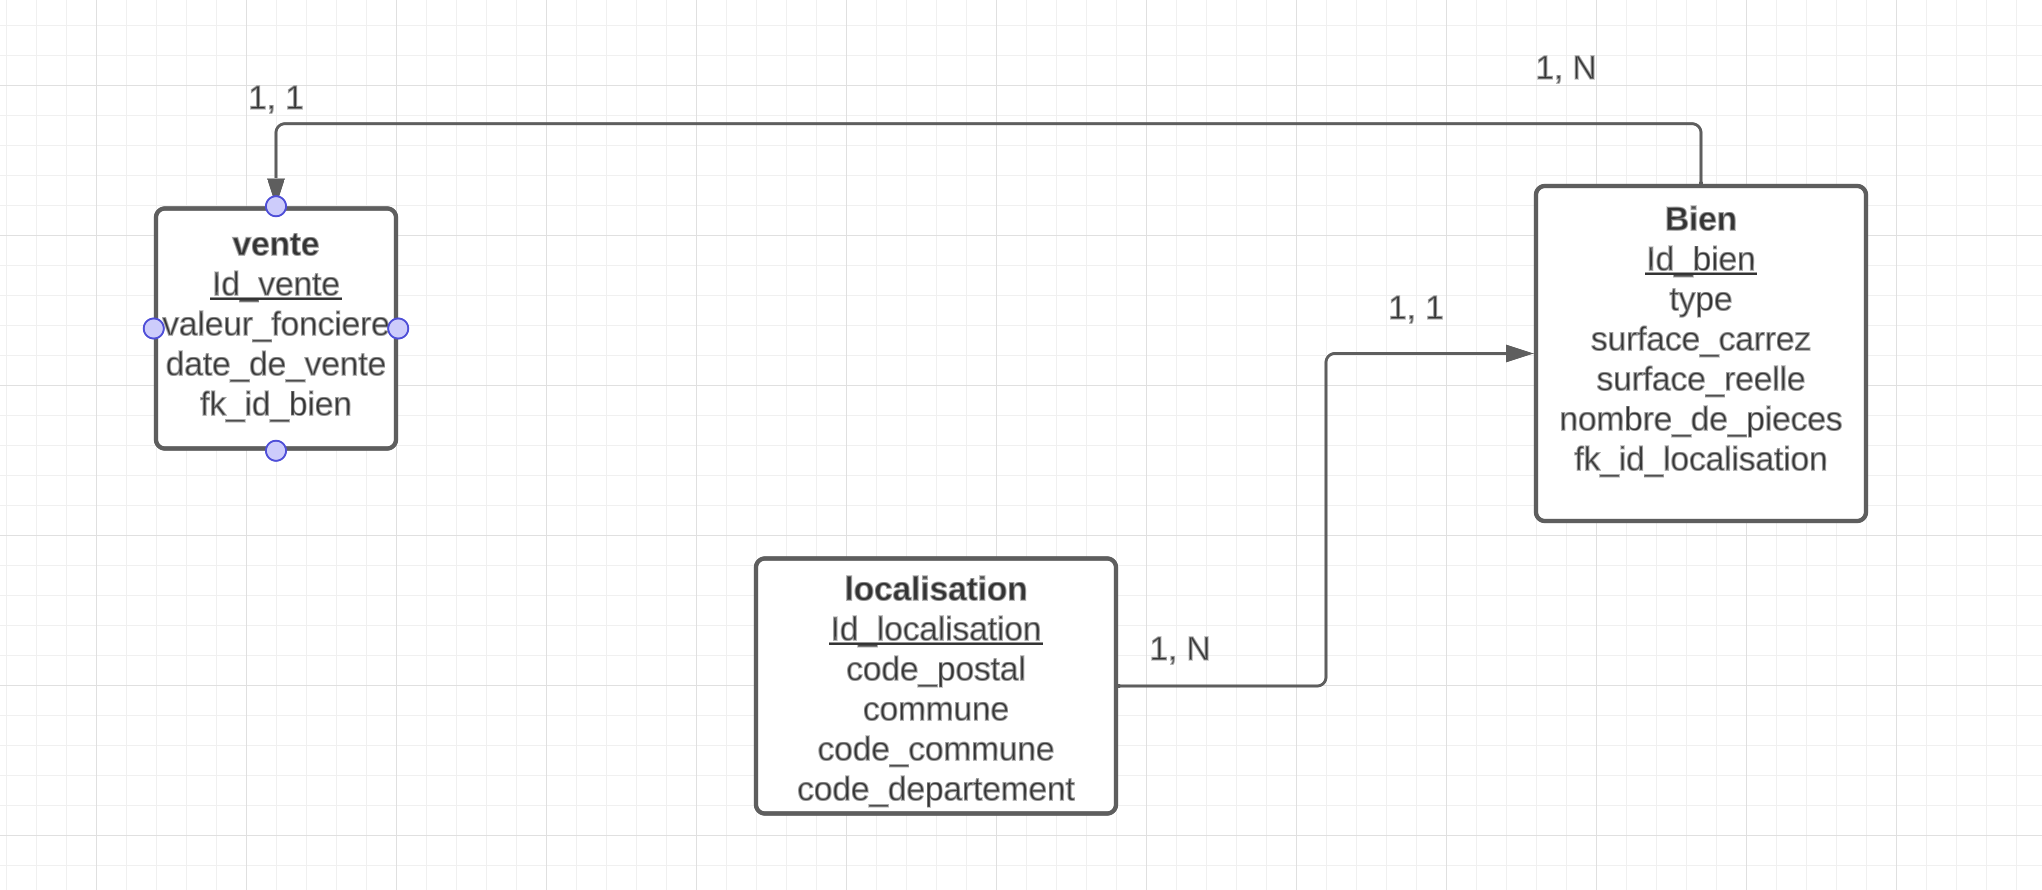 1, N
1, 1
vente
Id_vente
valeur_fonciere
date_de_vente
fk_id_bien
Bien
Id_bien
type
surface_carrez
surface_reelle
nombre_de_pieces
fk_id_localisation
1, 1
localisation
Id_localisation
code_postal
commune
code_commune
code_departement
1, N